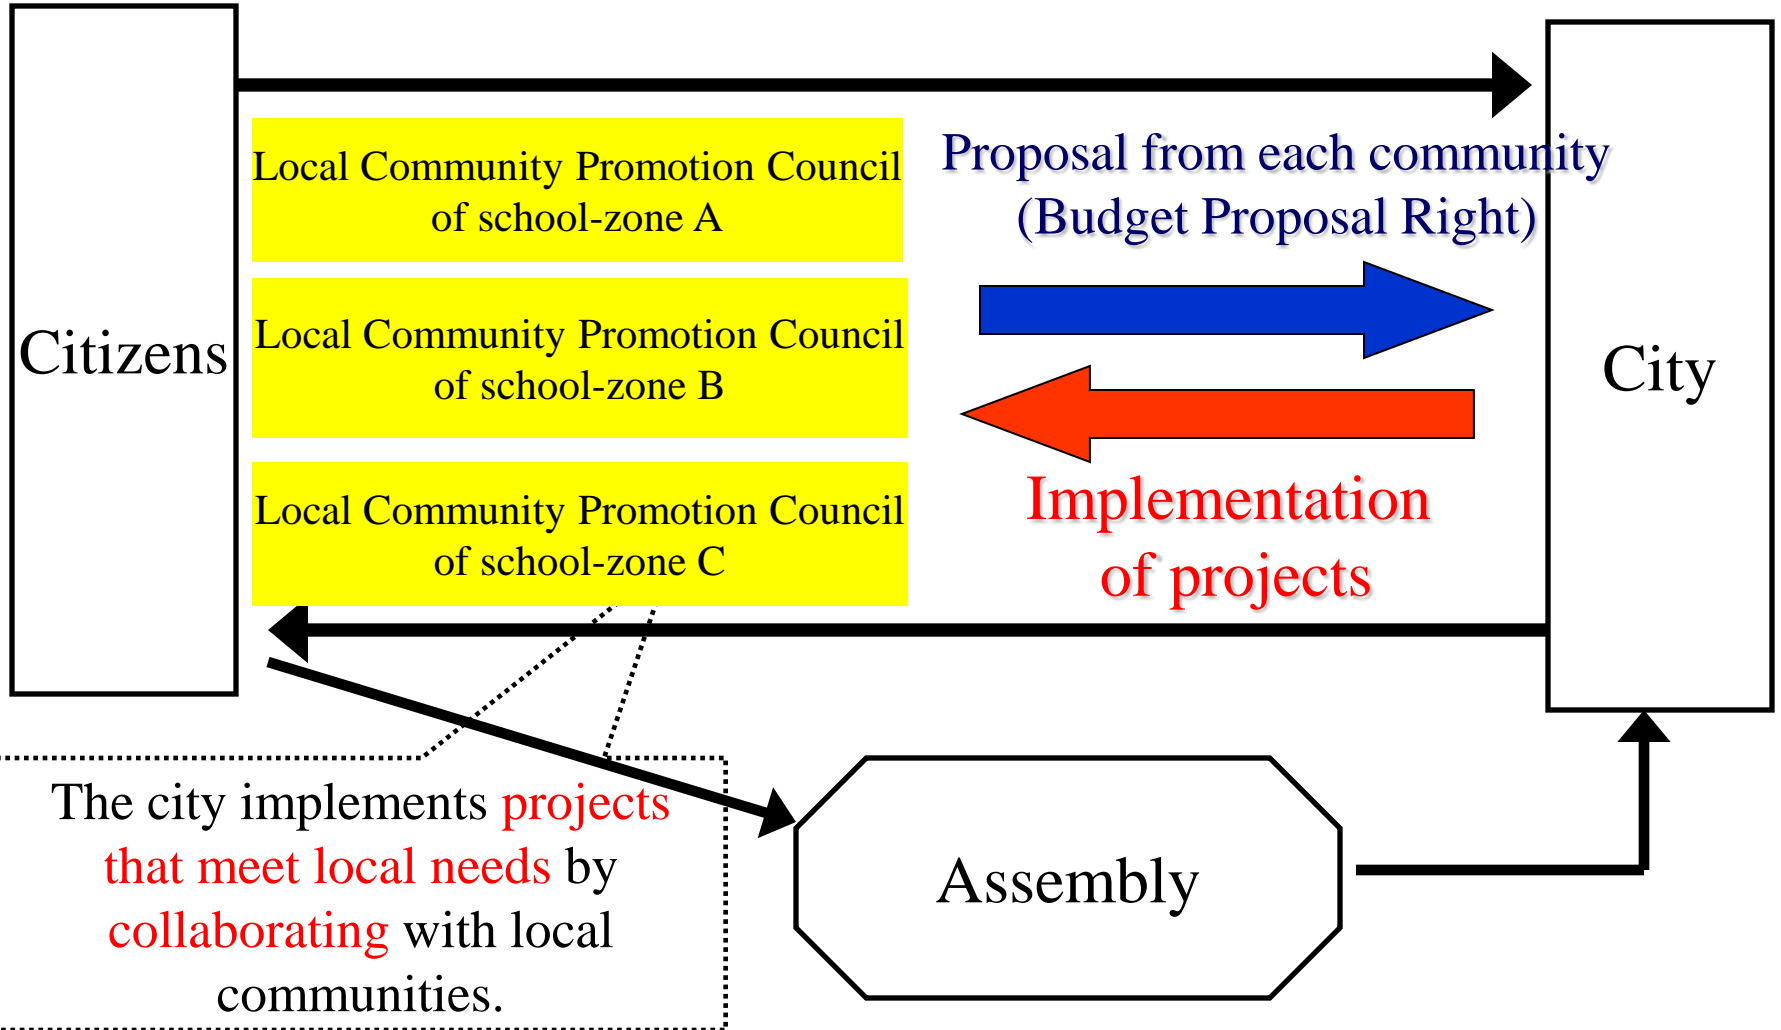 Citizens
Local Community Promotion Council
of school-zone A
Local Community Promotion Council
of school-zone B
Local Community Promotion Council
of school-zone C
Proposal from each community
(Budget Proposal Right)
Implementation
of projects
City
The city implements projects
that meet local needs by
collaborating with local
communities.
Assembly